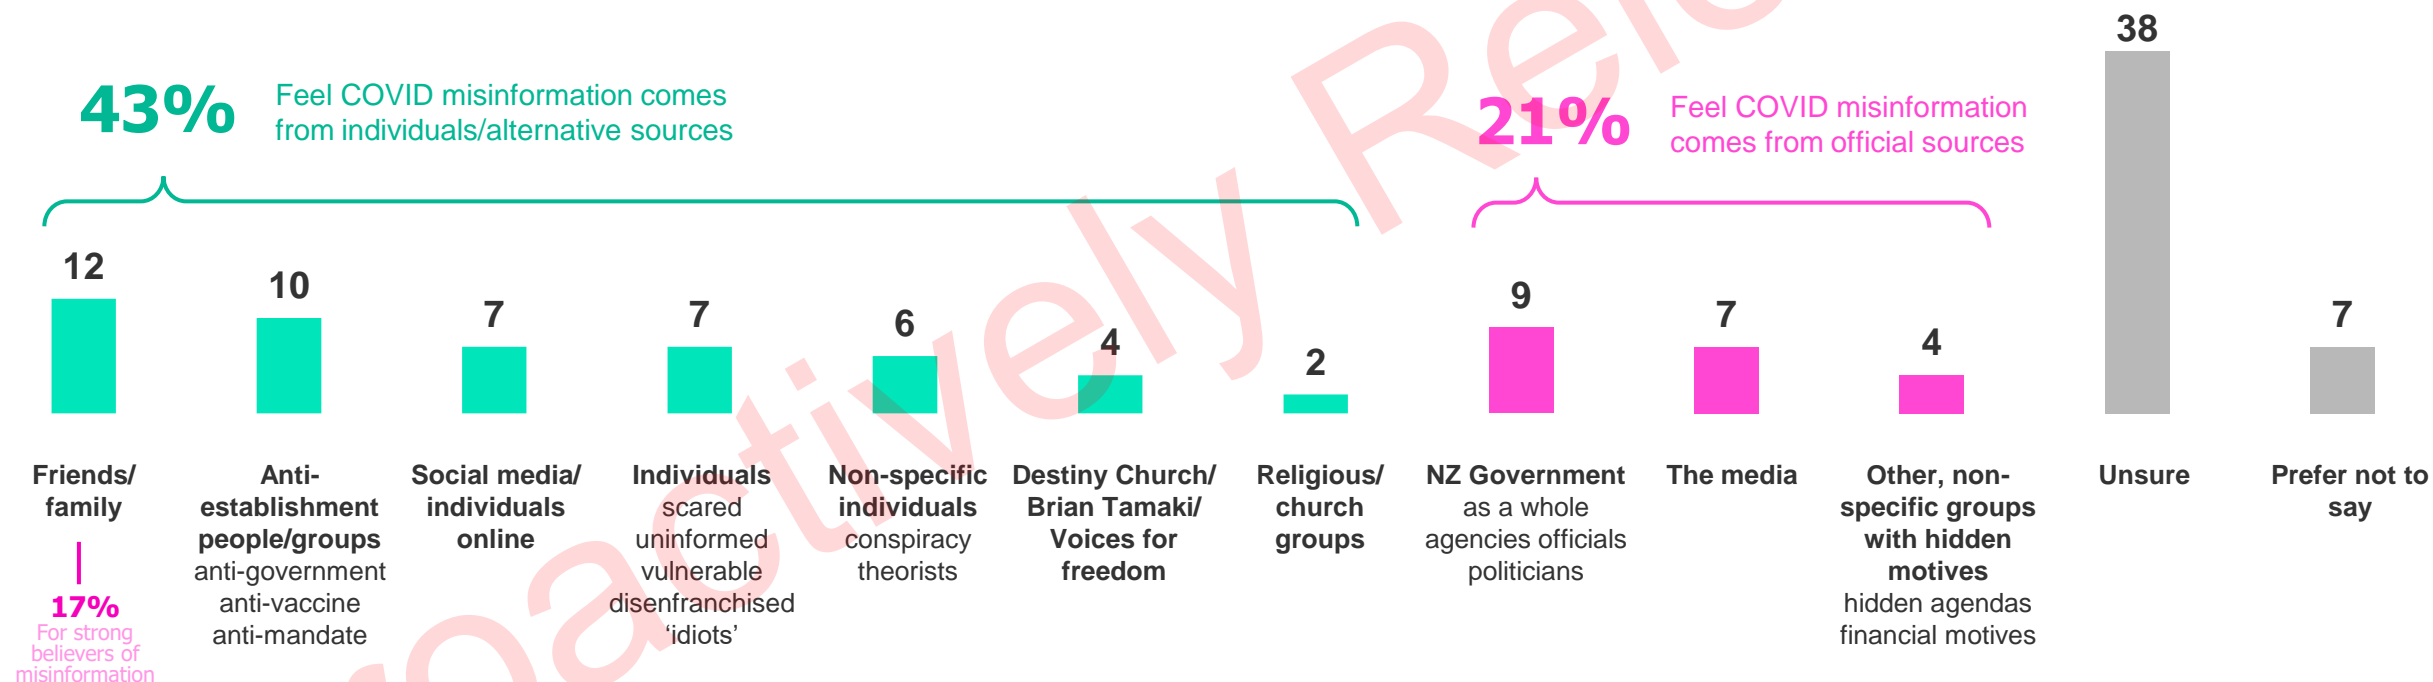 43%
Feel COVID misinformation comes
from individuals/alternative sources
21%
Feel COVID misinformation
comes from official sources
12
10
7
7
6
4
2
9
7
4
38
7
Friends/
family
17%
For strong
believers of
misinformation
Anti-
establishment
people/groups
anti-government
anti-vaccine
anti-mandate
Social media/
individuals
online
Individuals
scared
uninformed
vulnerable
disenfranchised
‘idiots’
Non-specific
individuals
conspiracy
theorists
Destiny Church/
Brian Tamaki/
Voices for
freedom
Religious/
church
groups
NZ Government
as a whole
agencies officials
politicians
The media
Other, non-
specific groups
with hidden
motives
hidden agendas
financial motives
Unsure
Prefer not to
say